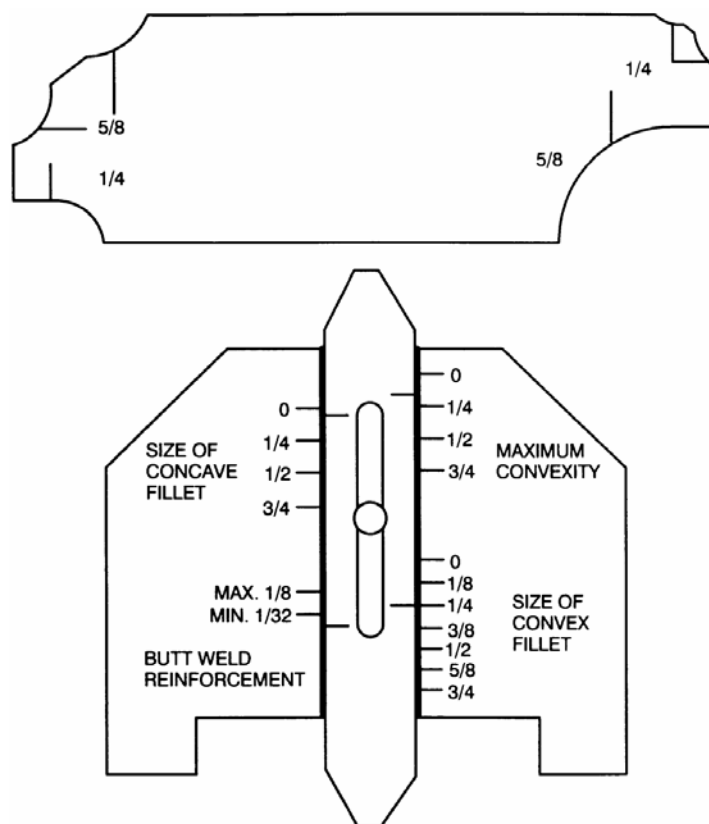 1/4
5/8
5/8
1/4
0
0
1/4
1/4
SIZE OF
CONCAVE
FILLET
1/2
1/2
MAXIMUM
CONVEXITY
3/4
3/4
0
MAX. 1/8
1/8
MIN. 1/32
1/4
SIZE OF
CONVEX
FILLET
3/8
BUTT WELD
REINFORCEMENT
1/2
5/8
3/4